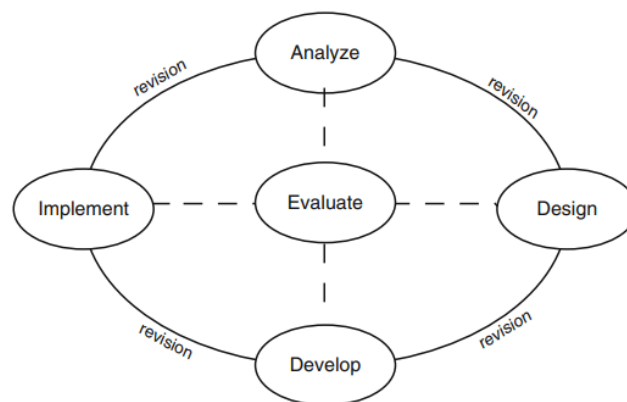 Analyze
revision
revision
Implement
Evaluate
Design
revision
revision
Develop